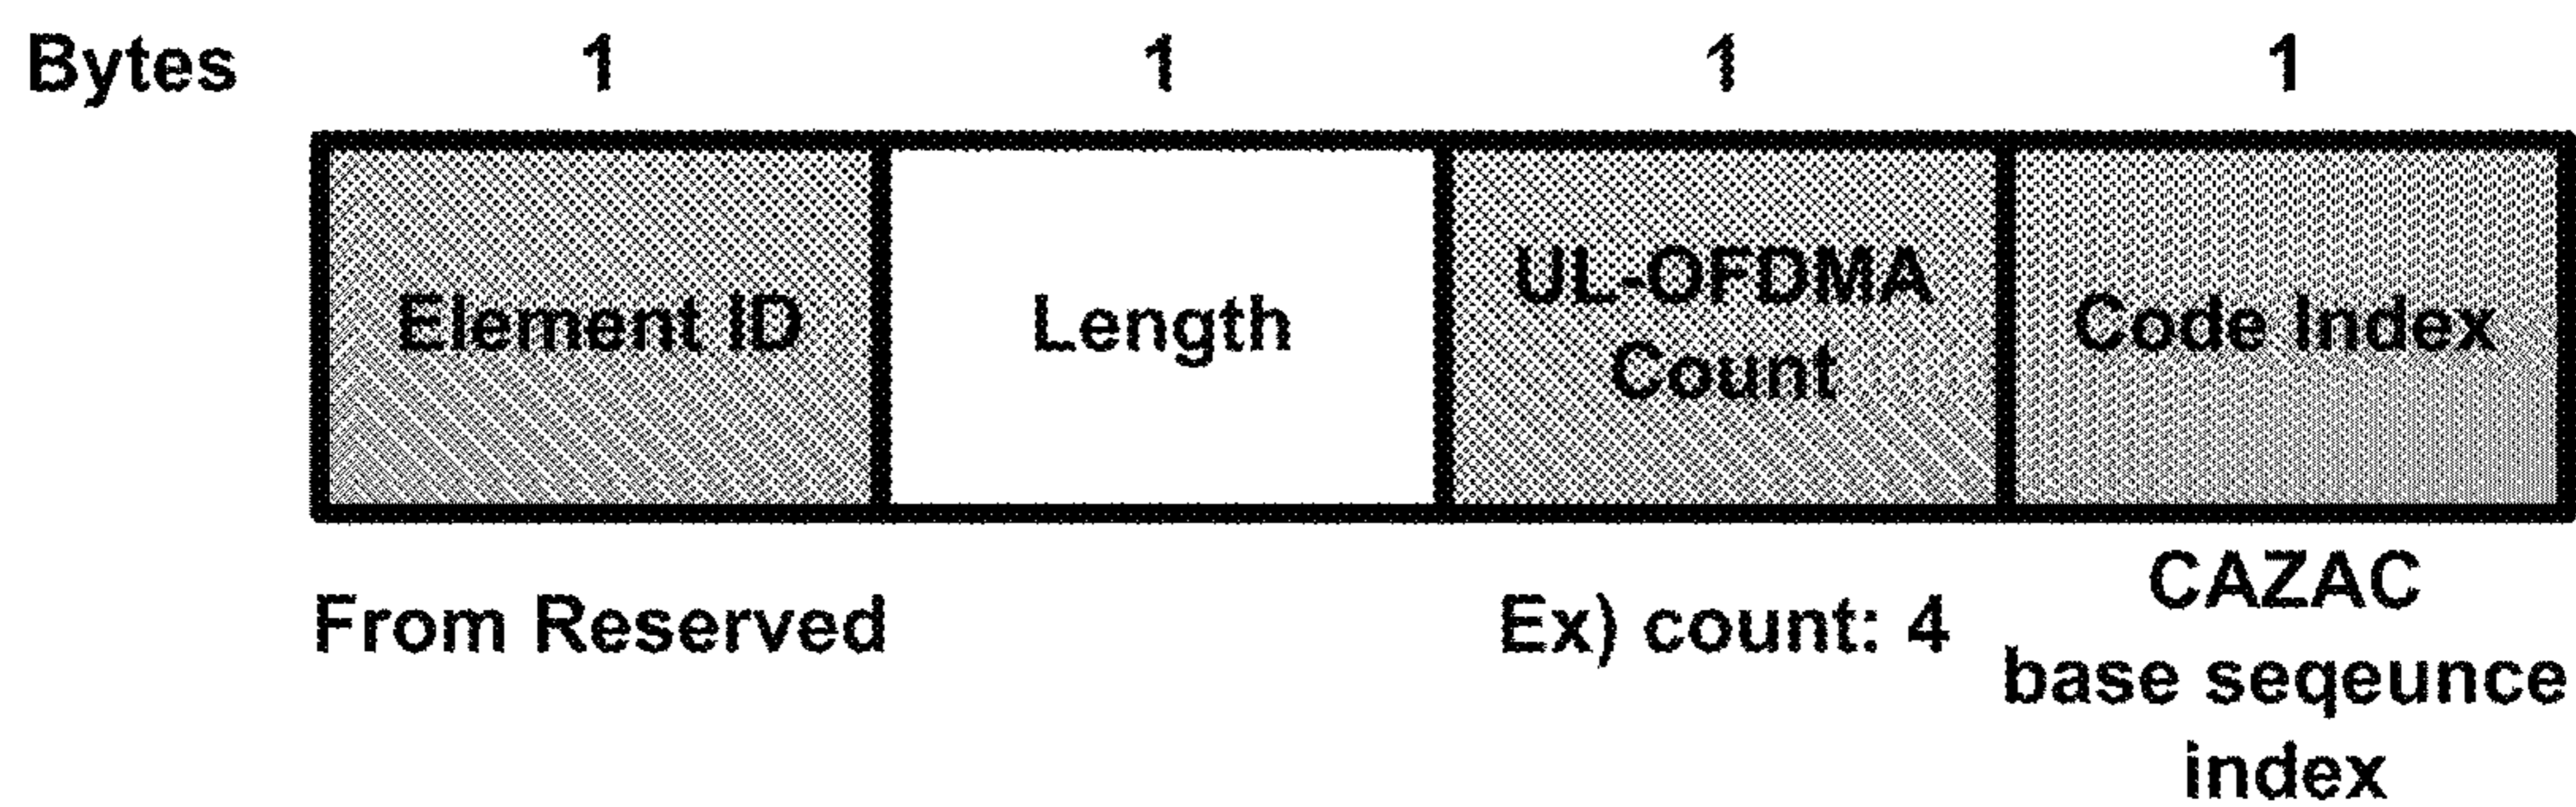 Bytes 1 1 1 1
Element ID
Length
UL-OFDMA
Count
Code Index
From Reserved
Ex) count: 4
CAZAC
base seqeunce
index